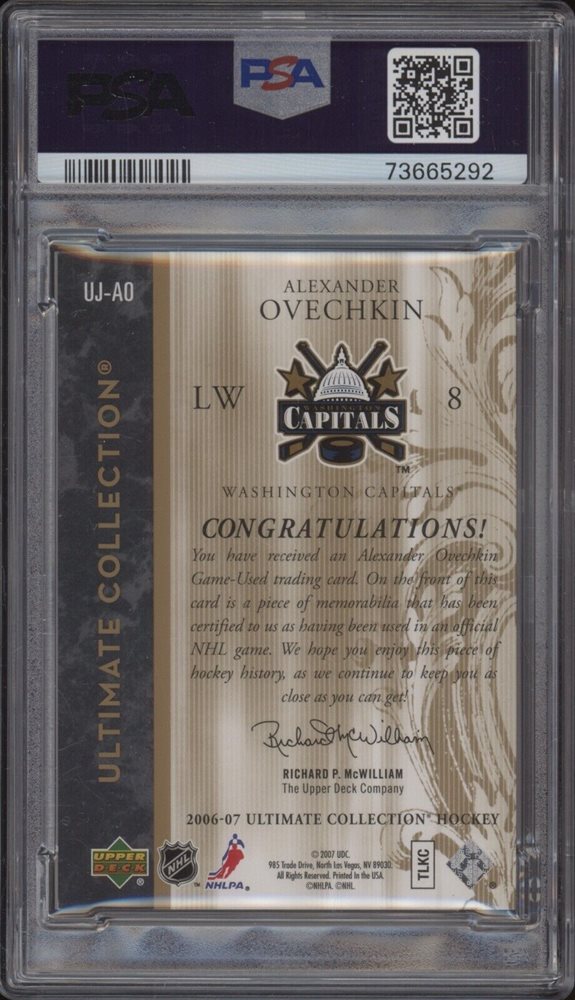 PSA
PSA
73665292
UJ-AO
ULTIMATE COLLECTION®
ALEXANDER
OVECHKIN
LW
8
WASHINGTON
CAPITALS
TM
WASHINGTON CAPITALS
CONGRATULATIONS!
You have received an Alexander Ovechkin
Game-Used trading card. On the front of this
card is a piece of memorabilia that has been
certified to us as having been used in an official
NHL game. We hope you enjoy this piece of
hockey history, as we continue to keep you as
close as you can get!
Richard P. McWilliam
RICHARD P. McWILLIAM
The Upper Deck Company
2006-07 ULTIMATE COLLECTION® HOCKEY
UPPER
DECK
®
NHL
™
NHLPA.
©2007 UDC.
985 Trade Drive, North Las Vegas, NV 89030.
All Rights Reserved. Printed in the USA.
©NHLPA. ©NHL.
TLKC
®